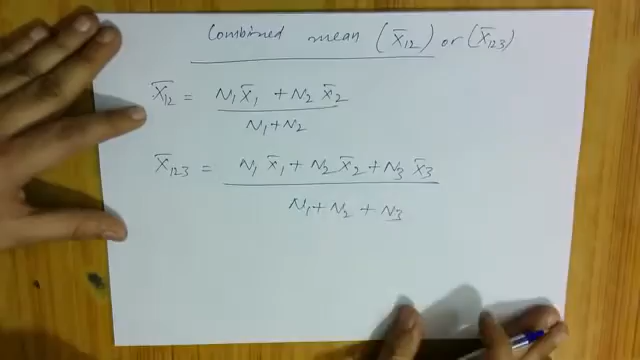 Combined mean (X̄₁₂) or (X̄₁₂₃)
X̄₁₂ = N₁X̄₁ + N₂X̄₂
N₁+N₂
X̄₁₂₃ = N₁X̄₁+N₂X̄₂+N₃X̄₃
N₁+N₂+N₃